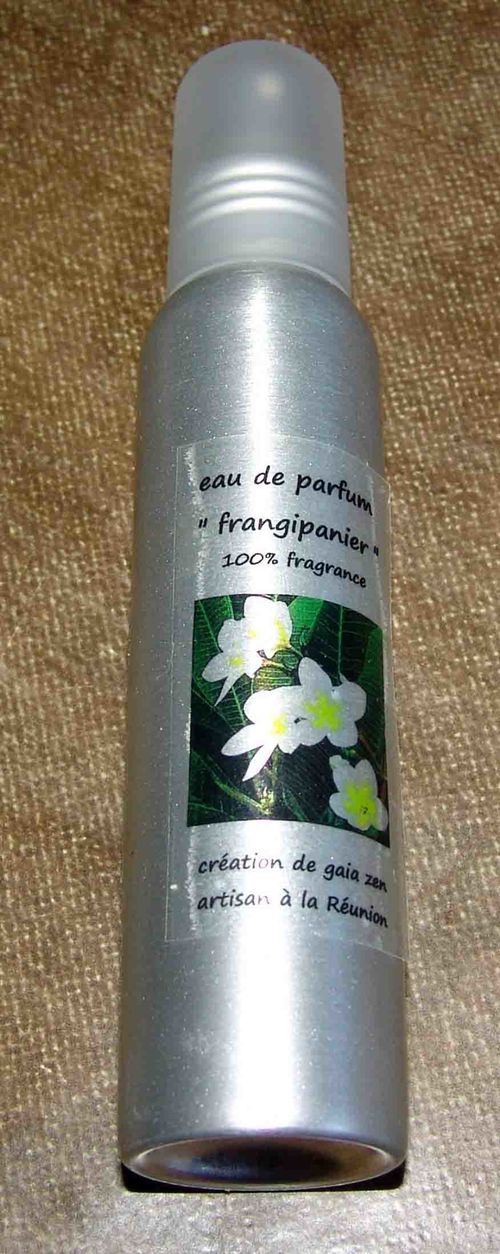 eau de parfum
" frangipanier "
100% fragrance
création de gaia zen
artisan à la Réunion